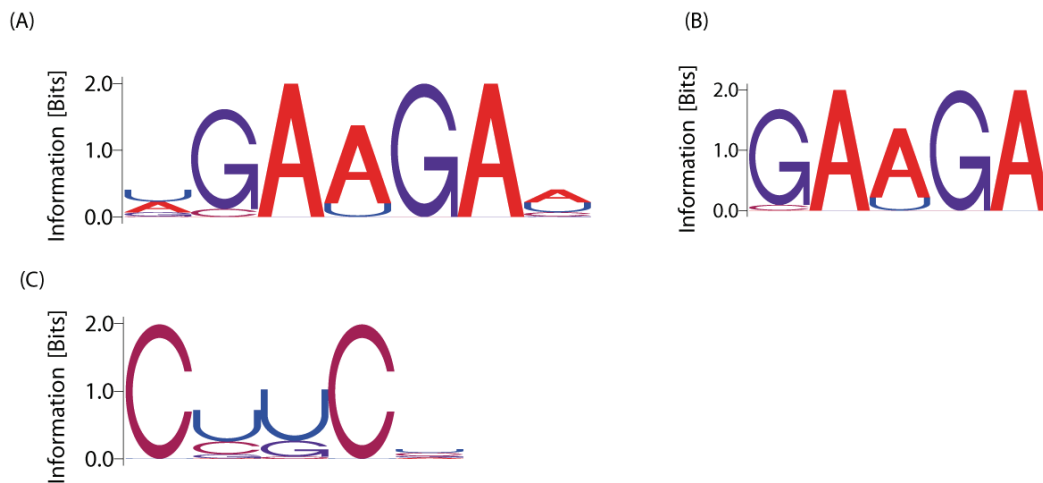 (A)
Information [Bits]
2.0
1.0
0.0
U A G A A G A A
(B)
Information [Bits]
2.0
1.0
0.0
G A A G A
(C)
Information [Bits]
2.0
1.0
0.0
C U U C U